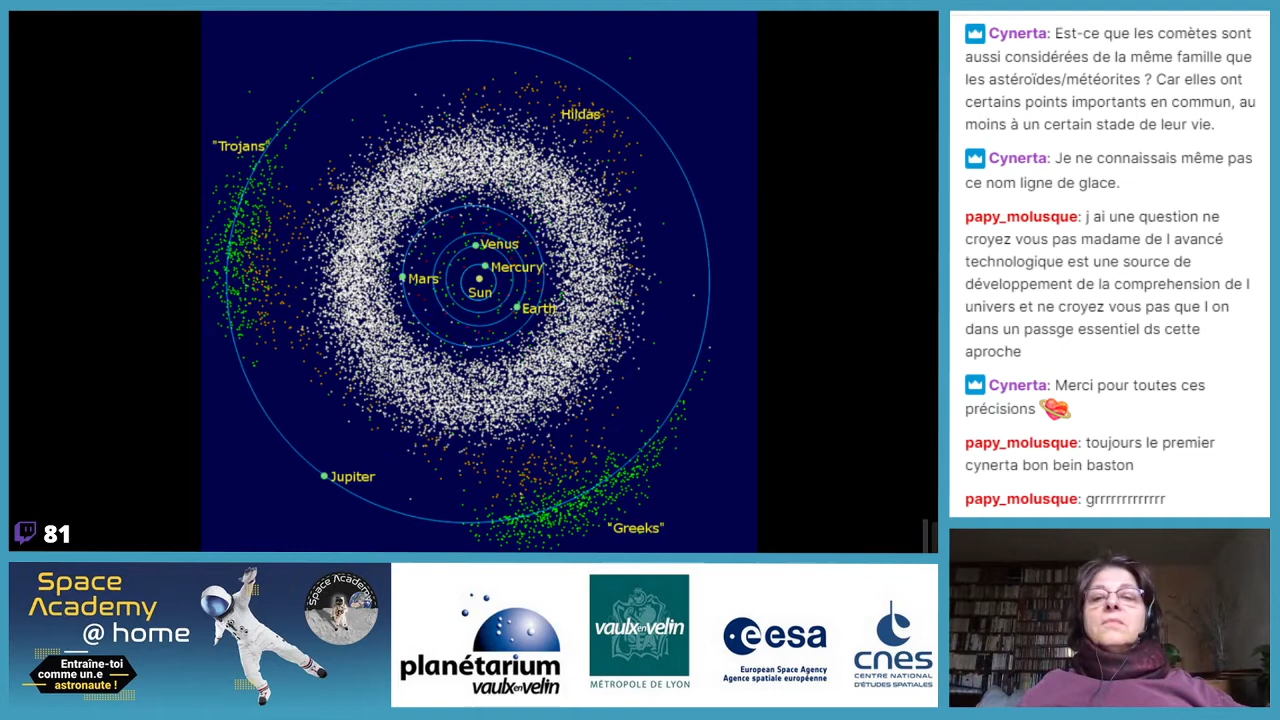 Hildas
"Trojans"
Venus
Mercury
Mars
Sun
Earth
Jupiter
"Greeks"
81
Cynerta: Est-ce que les comètes sont
aussi considérées de la même famille que
les astéroïdes/météorites ? Car elles ont
certains points importants en commun, au
moins à un certain stade de leur vie.
Cynerta: Je ne connaissais même pas
ce nom ligne de glace.
papy_molusque: j ai une question ne
croyez vous pas madame de l avancé
technologique est une source de
développement de la comprehension de l
univers et ne croyez vous pas que l on
dans un passge essentiel ds cette
aproche
Cynerta: Merci pour toutes ces
précisions
papy_molusque: toujours le premier
cynerta bon bein baston
papy_molusque: grrrrrrrrrrrrr
Space
Academy
@ home
Entraîne-toi
comme un.e
astronaute !
Space Academy
planétarium
vaulx en velin
vaulx en velin
MÉTROPOLE DE LYON
esa
European Space Agency
Agence spatiale européenne
cnes
CENTRE NATIONAL
D'ÉTUDES SPATIALES